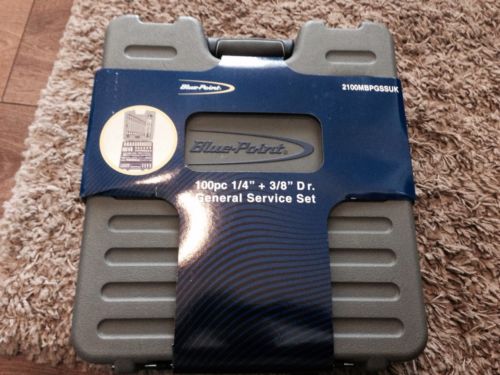 Blue-Point®
2100MBPGSSUK
Blue-Point®
100pc 1/4" + 3/8" Dr.
General Service Set